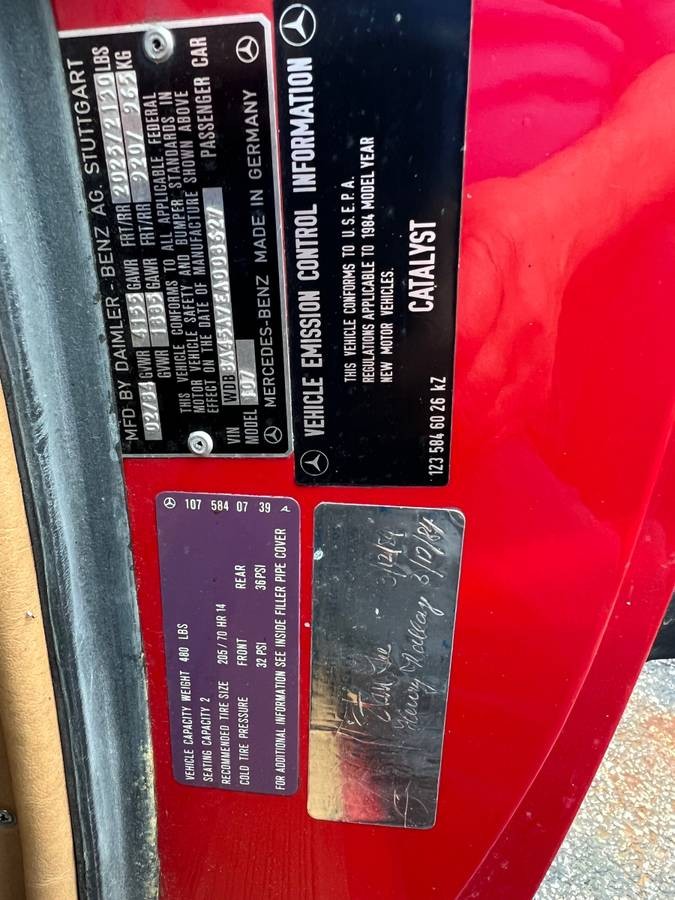 MFD BY DAIMLER-BENZ AG. STUTTGART
02/84 GVWR 4155 GAWR FRT/RR 2025/2130 LBS
GVWR 1885 GAWR FRT/RR 920/ 965 KG
THIS VEHICLE CONFORMS TO ALL APPLICABLE FEDERAL
MOTOR VEHICLE SAFETY AND BUMPER STANDARDS IN
EFFECT ON THE DATE OF MANUFACTURE SHOWN ABOVE
PASSENGER CAR
VIN WDBBA45A7EA003627
MODEL 107
MERCEDES-BENZ MADE IN GERMANY
VEHICLE EMISSION CONTROL INFORMATION
THIS VEHICLE CONFORMS TO U.S.E.P.A.
REGULATIONS APPLICABLE TO 1984 MODEL YEAR
NEW MOTOR VEHICLES.
CATALYST
123 584 60 26 kZ
107 584 07 39 A
VEHICLE CAPACITY WEIGHT 480 LBS
SEATING CAPACITY 2
RECOMMENDED TIRE SIZE 205/70 HR 14
COLD TIRE PRESSURE FRONT REAR
32 PSI 36 PSI
FOR ADDITIONAL INFORMATION SEE INSIDE FILLER PIPE COVER